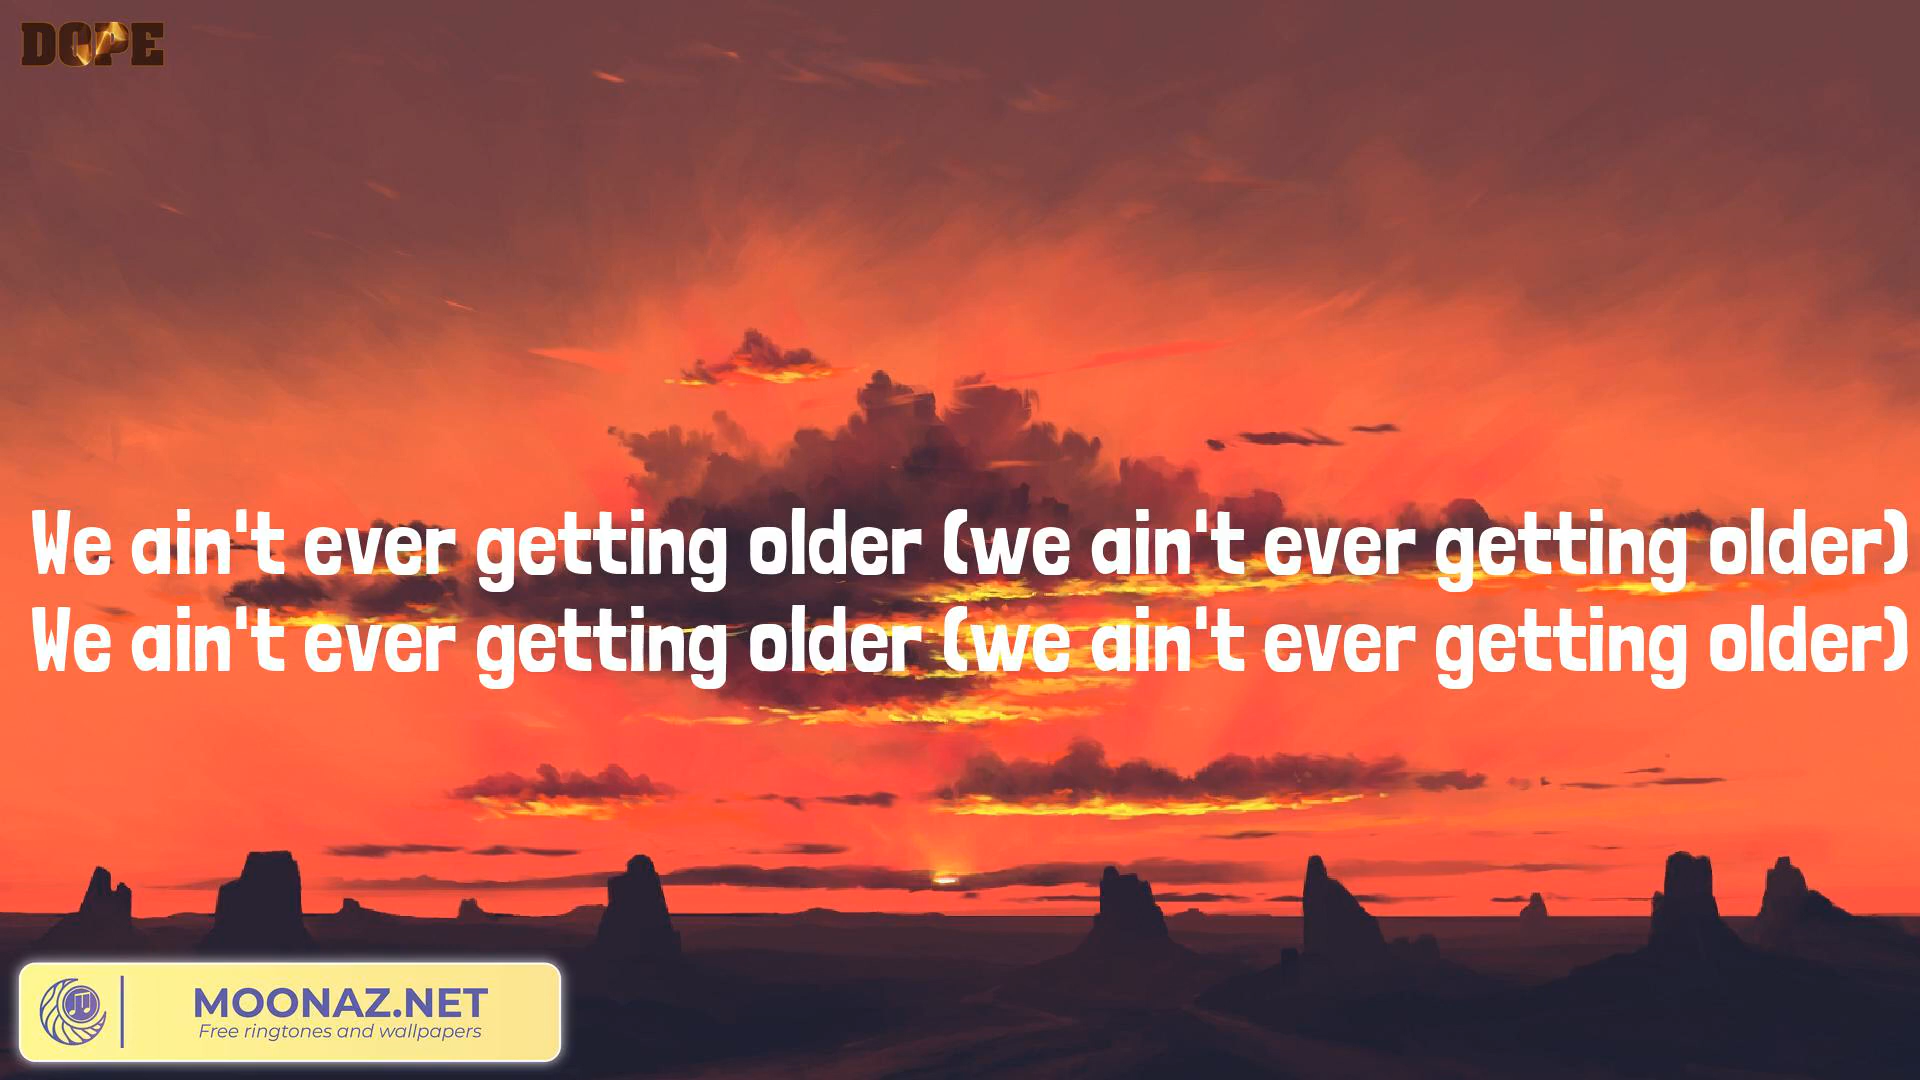 DOPE
We ain't ever getting older (we ain't ever getting older)
We ain't ever getting older (we ain't ever getting older)
MOONAZ.NET
Free ringtones and wallpapers